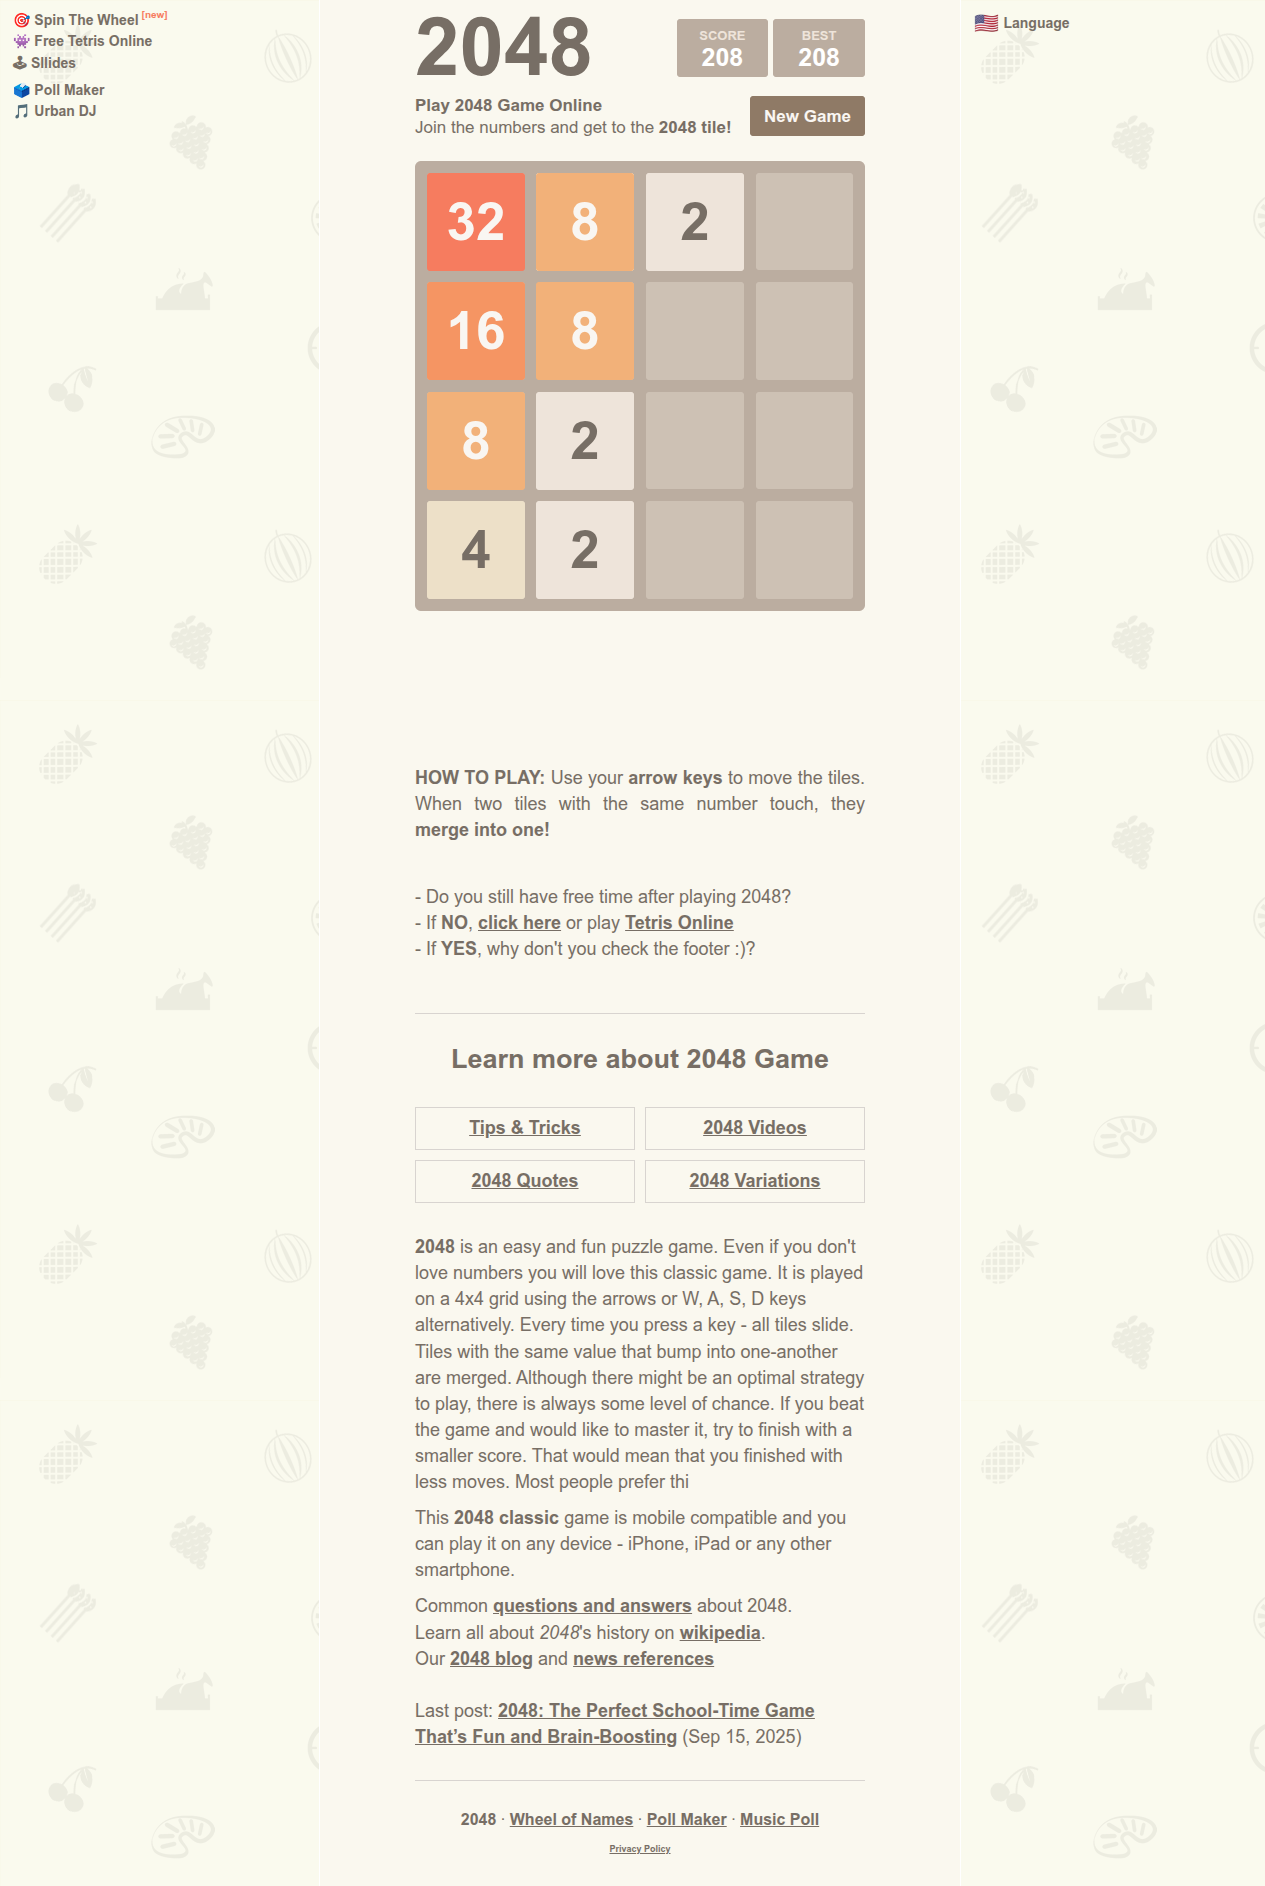 🎯 Spin The Wheel [new]
👾 Free Tetris Online
🕹 Sllides
🗳 Poll Maker
🎵 Urban DJ
🇺🇸 Language
2048
SCORE
208
BEST
208
Play 2048 Game Online
Join the numbers and get to the 2048 tile!
New Game
32 8 2
16 8
8 2
4 2
HOW TO PLAY: Use your arrow keys to move the tiles.
When two tiles with the same number touch, they
merge into one!
- Do you still have free time after playing 2048?
- If NO, click here or play Tetris Online
- If YES, why don't you check the footer :)?
Learn more about 2048 Game
Tips & Tricks
2048 Videos
2048 Quotes
2048 Variations
2048 is an easy and fun puzzle game. Even if you don't
love numbers you will love this classic game. It is played
on a 4x4 grid using the arrows or W, A, S, D keys
alternatively. Every time you press a key - all tiles slide.
Tiles with the same value that bump into one-another
are merged. Although there might be an optimal strategy
to play, there is always some level of chance. If you beat
the game and would like to master it, try to finish with a
smaller score. That would mean that you finished with
less moves. Most people prefer thi
This 2048 classic game is mobile compatible and you
can play it on any device - iPhone, iPad or any other
smartphone.
Common questions and answers about 2048.
Learn all about 2048's history on wikipedia.
Our 2048 blog and news references
Last post: 2048: The Perfect School-Time Game
That’s Fun and Brain-Boosting (Sep 15, 2025)
2048 · Wheel of Names · Poll Maker · Music Poll
Privacy Policy